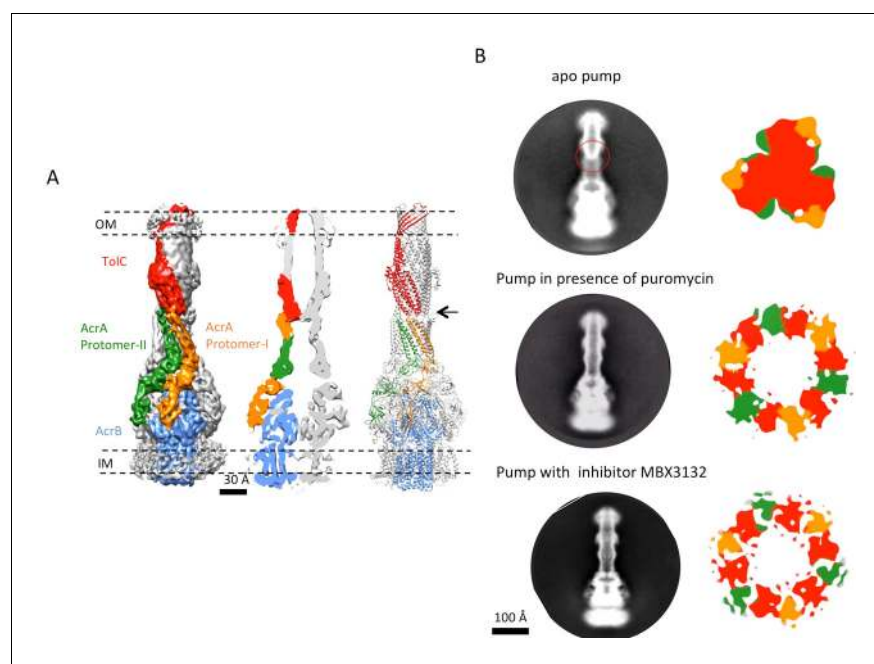 B
apo pump
A
OM
TolC
AcrA
Protomer-II
AcrA
Protomer-I
AcrB
IM
30 Å
Pump in presence of puromycin
Pump with inhibitor MBX3132
100 Å